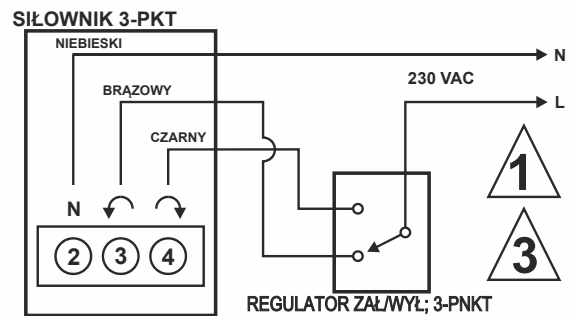 SIŁOWNIK 3-PKT
NIEBIESKI
N
230 VAC
BRĄZOWY
L
CZARNY
1
N
2 3 4
3
REGULATOR ZAŁ/WYŁ; 3-PNKT